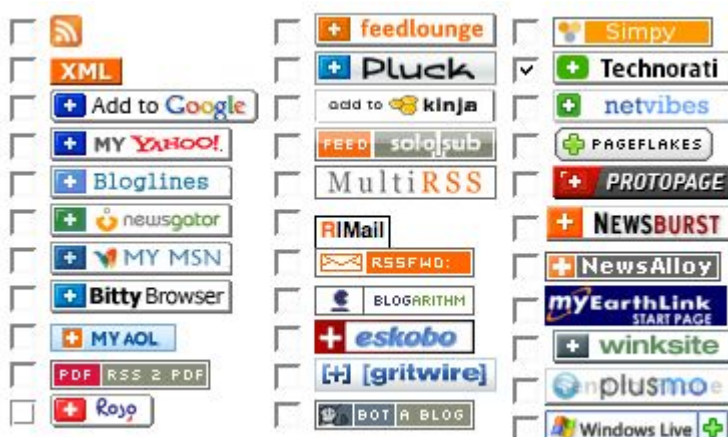 XML
Add to Google
MY YAHOO!
Bloglines
newsgator
MY MSN
Bitty Browser
MY AOL
PDF RSS 2 PDF
Rojo
feedlounge
Pluck
add to kinja
FEED solosub
MultiRSS
RIMail
RSSFWD:
BLOGARITHM
eskobo
[+] [gritwire]
BOT A BLOG
Simpy
Technorati
netvibes
PAGEFLAKES
PROTOPAGE
NEWSBURST
NewsAlloy
myEarthLink
START PAGE
winksite
plusmo
Windows Live